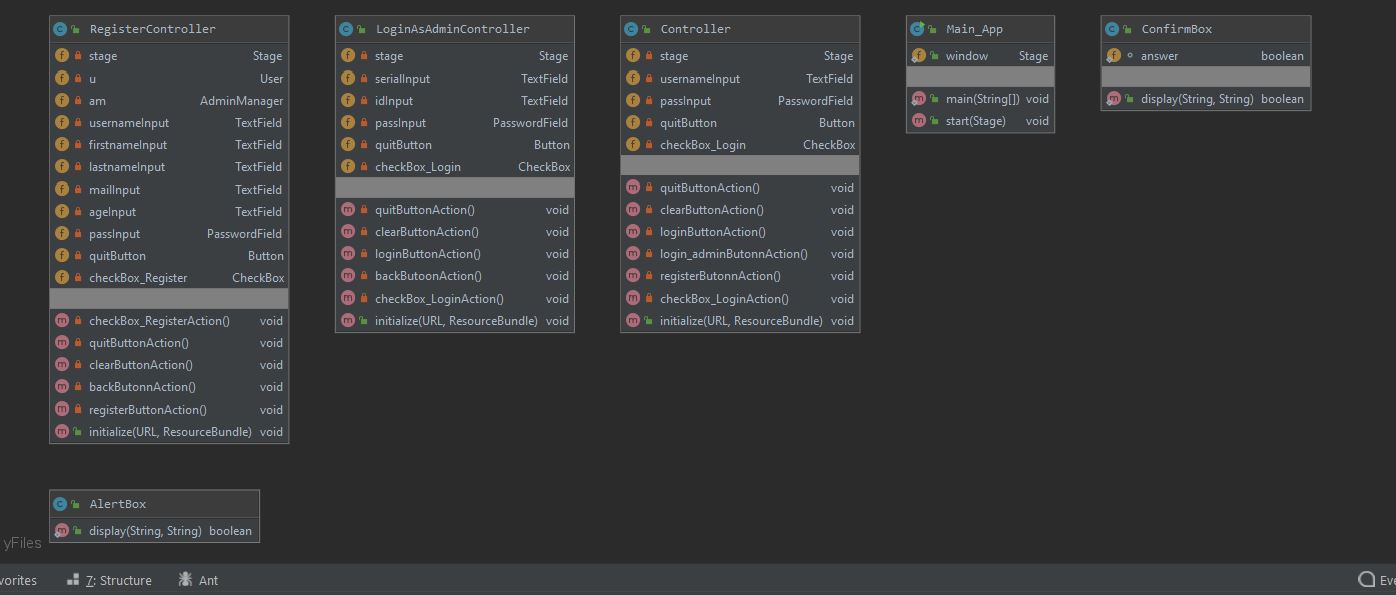 RegisterController
stage Stage
u User
am AdminManager
usernameInput TextField
firstnameInput TextField
lastnameInput TextField
mailInput TextField
ageInput TextField
passInput PasswordField
quitButton Button
checkBox_Register CheckBox
checkBox_RegisterAction() void
quitButtonAction() void
clearButtonAction() void
backButonnAction() void
registerButtonAction() void
initialize(URL, ResourceBundle) void
LoginAsAdminController
stage Stage
serialInput TextField
idInput TextField
passInput PasswordField
quitButton Button
checkBox_Login CheckBox
quitButtonAction() void
clearButtonAction() void
loginButtonAction() void
backButoonAction() void
checkBox_LoginAction() void
initialize(URL, ResourceBundle) void
Controller
stage Stage
usernameInput TextField
passInput PasswordField
quitButton Button
checkBox_Login CheckBox
quitButtonAction() void
clearButtonAction() void
loginButtonAction() void
login_adminButonnAction() void
registerButonnAction() void
checkBox_LoginAction() void
initialize(URL, ResourceBundle) void
Main_App
window Stage
main(String[]) void
start(Stage) void
ConfirmBox
answer boolean
display(String, String) boolean
AlertBox
display(String, String) boolean
yFiles
vorites
7: Structure
Ant
Eve